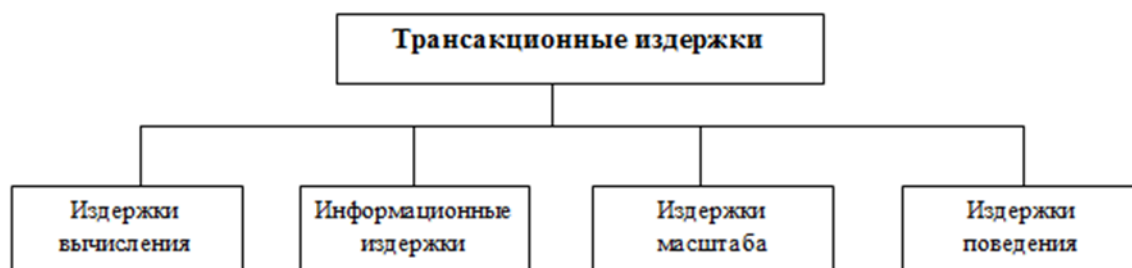 Трансакционные издержки
Издержки
вычисления
Информационные
издержки
Издержки
масштаба
Издержки
поведения